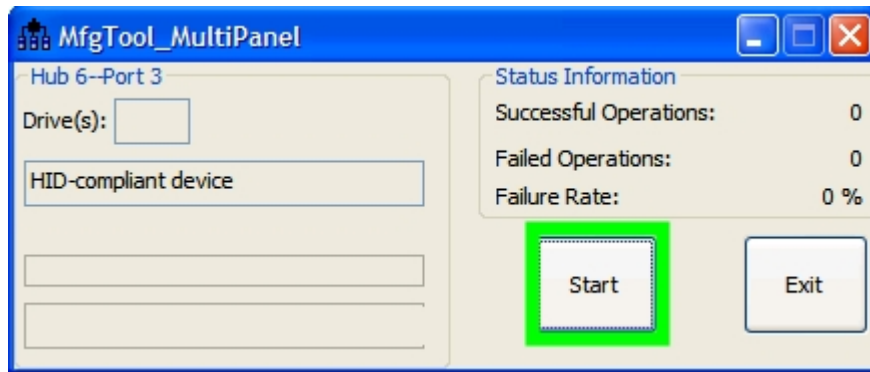 MfgTool_MultiPanel
Hub 6--Port 3
Drive(s):
HID-compliant device
Status Information
Successful Operations: 0
Failed Operations: 0
Failure Rate: 0 %
Start
Exit